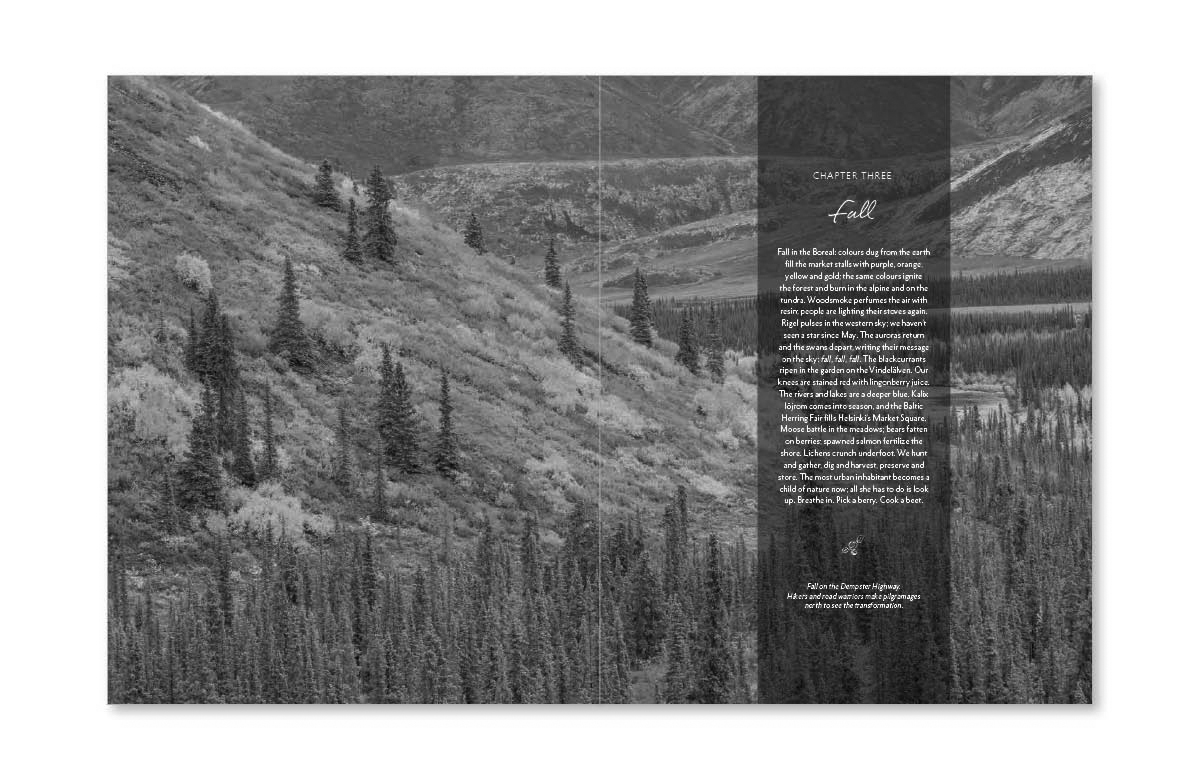 CHAPTER THREE
fall
Fall in the Boreal: colours dug from the earth
fill the market stalls with purple, orange,
yellow and gold; the same colours ignite
the forest and burn in the alpine and on the
tundra. Woodsmoke perfumes the air with
resin; people are lighting their stoves again.
Rigel pulses in the western sky; we haven't
seen a star since May. The auroras return
and the swans depart, writing their message
on the sky: fall, fall, fall. The blackcurrants
ripen in the garden on the Vindelälven. Our
knees are stained red with lingonberry juice.
The rivers and lakes are a deeper blue. Kalix
löjrom comes into season, and the Baltic
Herring Fair fills Helsinki's Market Square.
Moose battle in the meadows; bears fatten
on berries; spawned salmon fertilize the
shore. Lichens crunch underfoot. We hunt
and gather, dig and harvest, preserve and
store. The most urban inhabitant becomes a
child of nature now; all she has to do is look
up. Breathe in. Pick a berry. Cook a beet.
Fall on the Dempster Highway.
Hikers and road warriors make pilgramages
north to see the transformation.